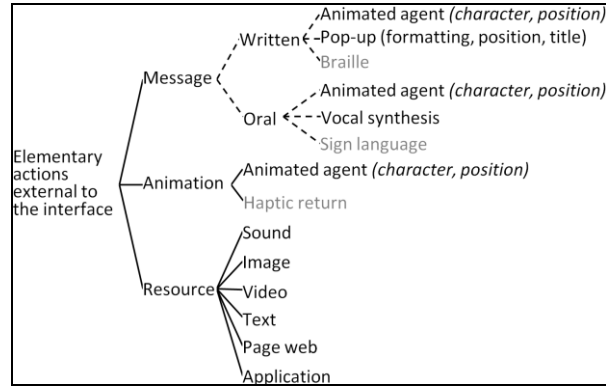 Animated agent (character, position)
Written
Pop-up (formatting, position, title)
Braille
Message
Animated agent (character, position)
Oral
Vocal synthesis
Sign language
Elementary
actions
external to
the interface
Animation
Animated agent (character, position)
Haptic return
Resource
Sound
Image
Video
Text
Page web
Application